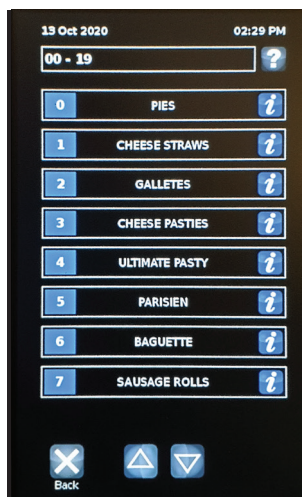 13 Oct 2020 02:29 PM
00 - 19 ?
0 PIES i
1 CHEESE STRAWS i
2 GALLETES i
3 CHEESE PASTIES i
4 ULTIMATE PASTY i
5 PARISIEN i
6 BAGUETTE i
7 SAUSAGE ROLLS i
Back